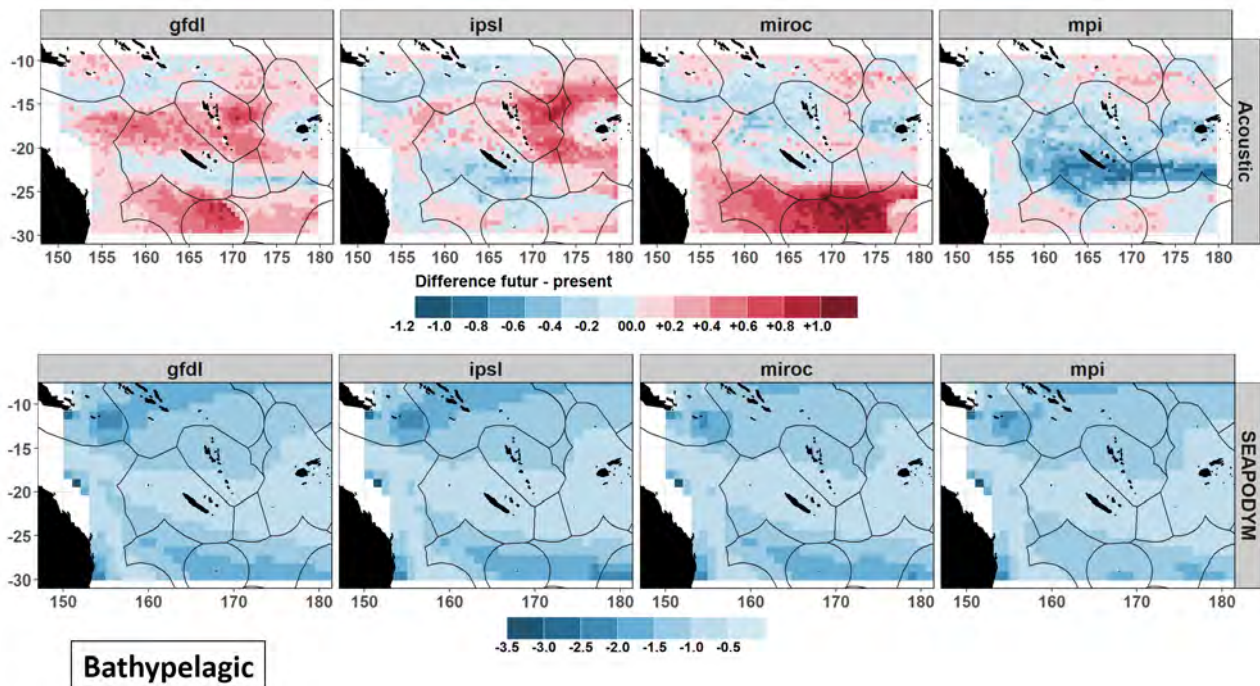 gfdl ipsl miroc mpi
-10
-15
-20
-25
-30
Acoustic
150 155 160 165 170 175 180 150 155 160 165 170 175 180 150 155 160 165 170 175 180 150 155 160 165 170 175 180
Difference futur - present
-1.2 -1.0 -0.8 -0.6 -0.4 -0.2 00.0 +0.2 +0.4 +0.6 +0.8 +1.0
gfdl ipsl miroc mpi
-10
-15
-20
-25
-30
SEAPODYM
150 160 170 180 150 160 170 180 150 160 170 180 150 160 170 180
-3.5 -3.0 -2.5 -2.0 -1.5 -1.0 -0.5
Bathypelagic